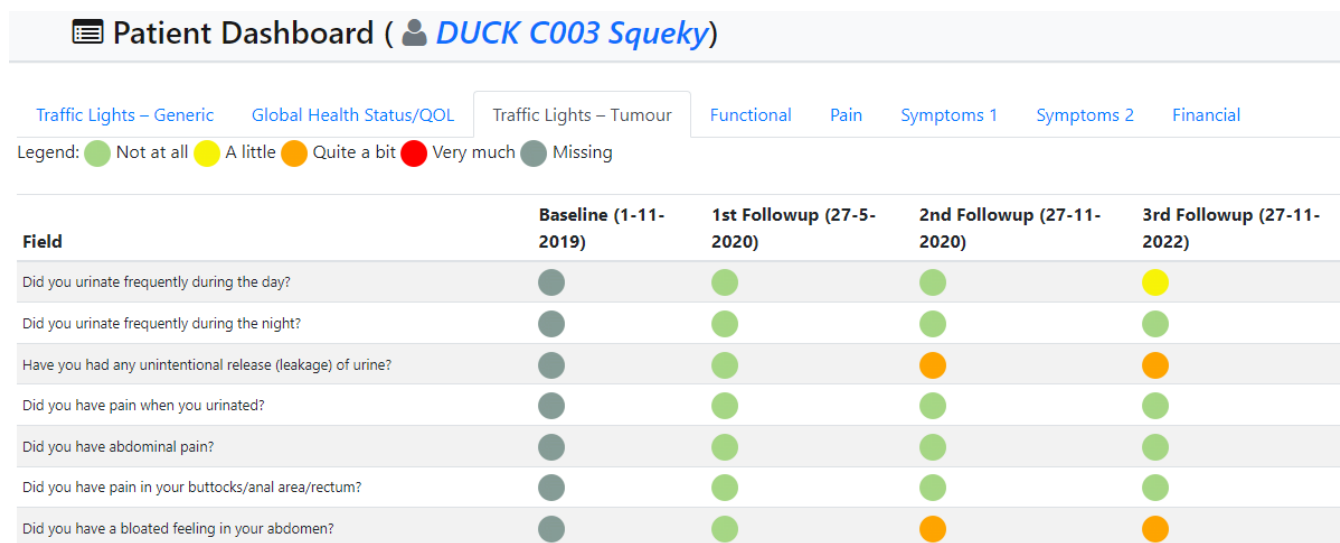 Patient Dashboard ( DUCK C003 Squeky)
Traffic Lights – Generic Global Health Status/QOL Traffic Lights – Tumour Functional Pain Symptoms 1 Symptoms 2 Financial
Legend: Not at all A little Quite a bit Very much Missing
Field Baseline (1-11-2019) 1st Followup (27-5-2020) 2nd Followup (27-11-2020) 3rd Followup (27-11-2022)
Did you urinate frequently during the day?
Did you urinate frequently during the night?
Have you had any unintentional release (leakage) of urine?
Did you have pain when you urinated?
Did you have abdominal pain?
Did you have pain in your buttocks/anal area/rectum?
Did you have a bloated feeling in your abdomen?